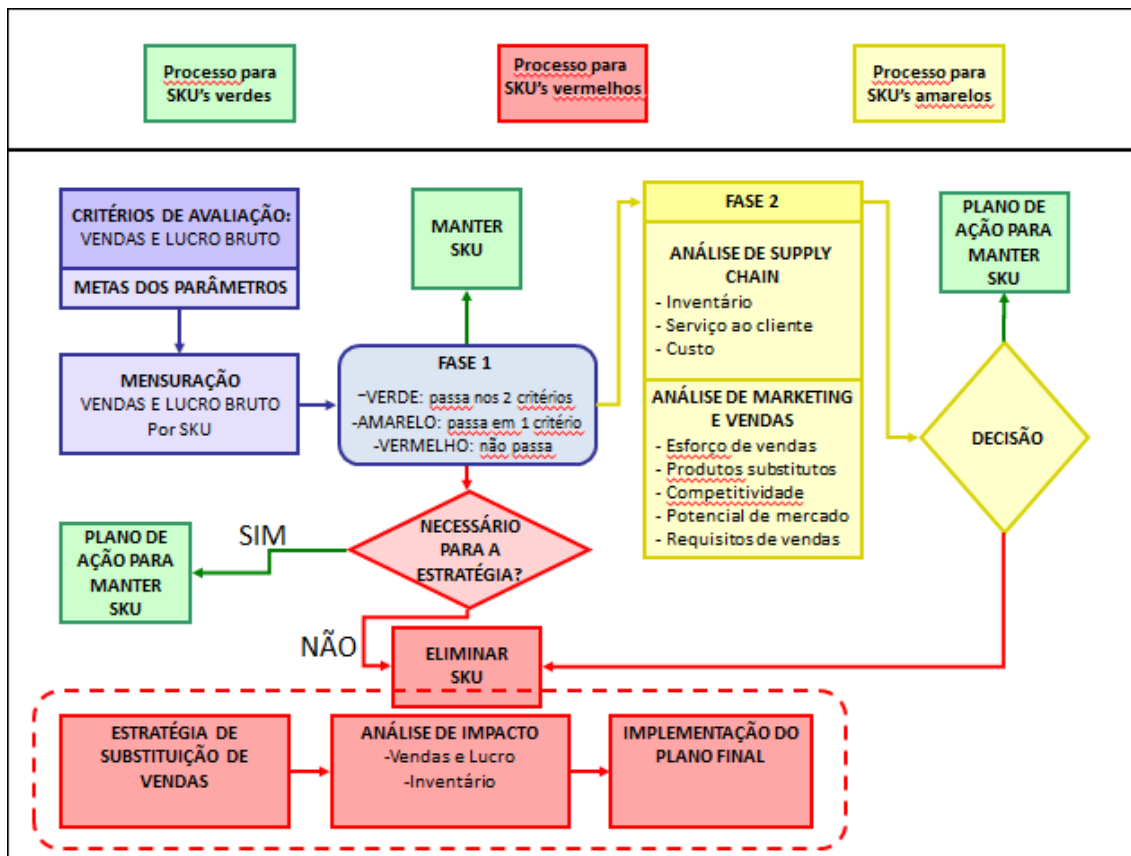 Processo para
SKU's verdes
Processo para
SKU's vermelhos
Processo para
SKU's amarelos
CRITÉRIOS DE AVALIAÇÃO:
VENDAS E LUCRO BRUTO
METAS DOS PARÂMETROS
MENSURAÇÃO
VENDAS E LUCRO BRUTO
Por SKU
MANTER
SKU
FASE 1
-VERDE: passa nos 2 critérios
-AMARELO: passa em 1 critério
-VERMELHO: não passa
FASE 2
ANÁLISE DE SUPPLY
CHAIN
- Inventário
- Serviço ao cliente
- Custo
ANÁLISE DE MARKETING
E VENDAS
- Esforço de vendas
- Produtos substitutos
- Competitividade
- Potencial de mercado
- Requisitos de vendas
PLANO DE
AÇÃO PARA
MANTER
SKU
DECISÃO
NECESSÁRIO
PARA A
ESTRATÉGIA?
SIM
PLANO DE
AÇÃO PARA
MANTER
SKU
NÃO
ELIMINAR
SKU
ESTRATÉGIA DE
SUBSTITUIÇÃO DE
VENDAS
ANÁLISE DE IMPACTO
-Vendas e Lucro
-Inventário
IMPLEMENTAÇÃO DO
PLANO FINAL